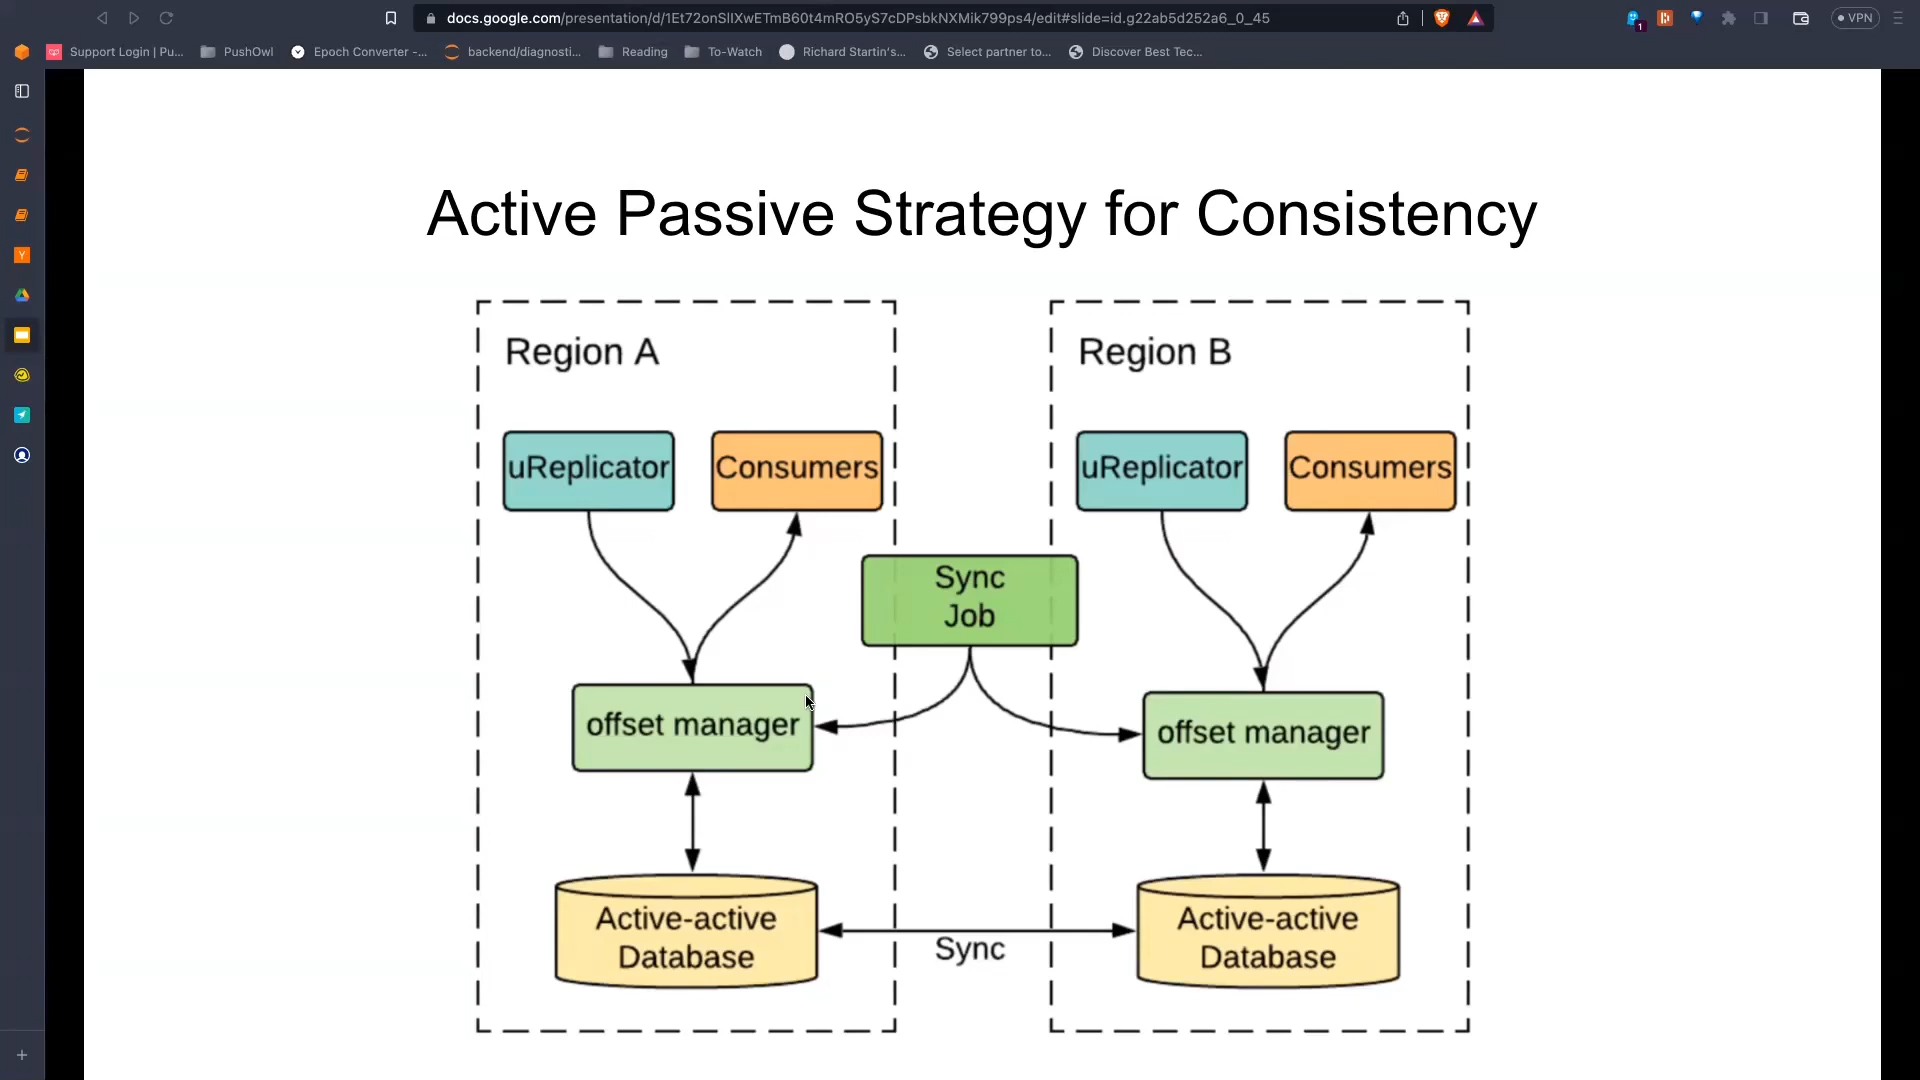 docs.google.com/presentation/d/1Et72onSlIXwETmB60t4mRO5yS7cDPsbkNXMik799ps4/edit#slide=id.g22ab5d252a6_0_45
1
VPN
Support Login | Pu...
PushOwl
Epoch Converter -...
backend/diagnosti...
Reading
To-Watch
Richard Startin's...
Select partner to...
Discover Best Tec...
Active Passive Strategy for Consistency
Region A
Region B
uReplicator
Consumers
uReplicator
Consumers
Sync
Job
offset manager
offset manager
Active-active
Database
Sync
Active-active
Database